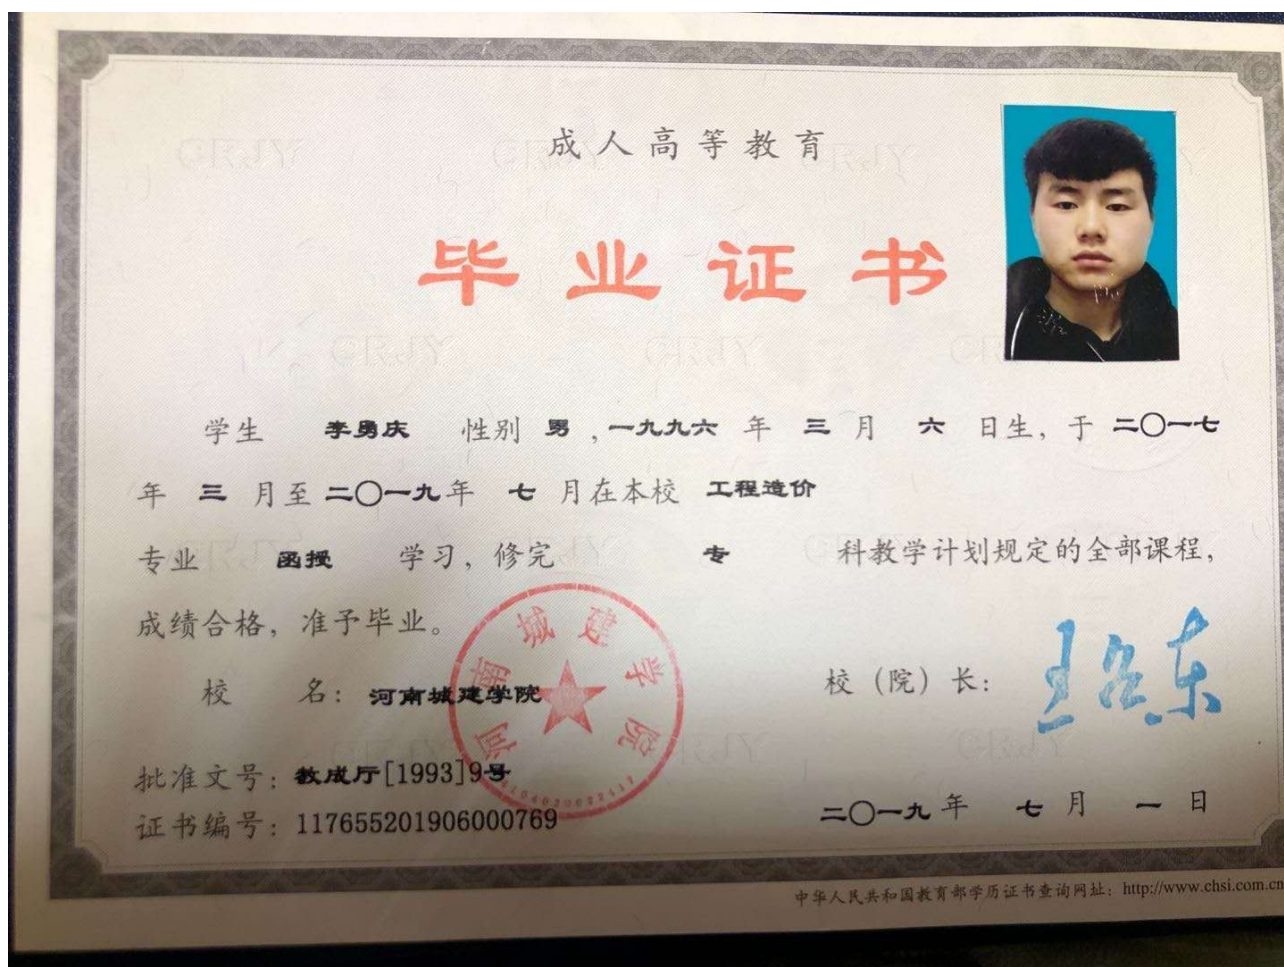 成人高等教育
毕业证书
学生 李勇庆 性别 男,一九九六 年 三 月 六 日生,于 二〇一七
年 三 月至 二〇一九 年 七 月在本校 工程造价
专业 函授 学习,修完 专 科教学计划规定的全部课程,
成绩合格,准予毕业。
校 名:河南城建学院
河南城建学院
校(院)长:
批准文号:教成厅[1993]9号
证书编号:117655201906000769
二〇一九 年 七 月 一 日
中华人民共和国教育部学历证书查询网址:http://www.chsi.com.cn